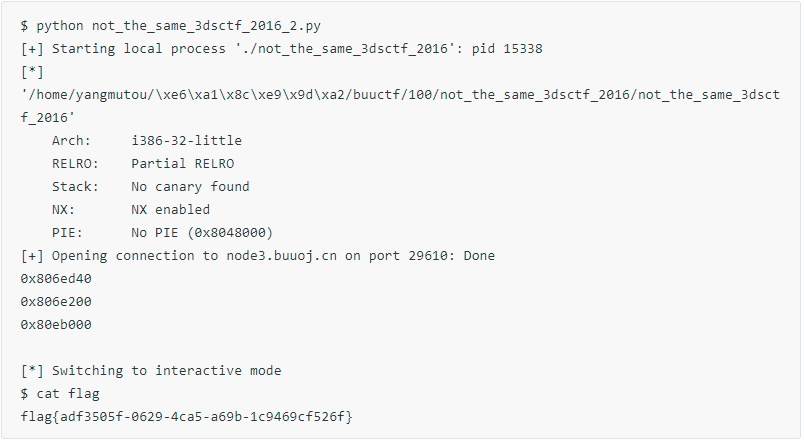 $ python not_the_same_3dsctf_2016_2.py
[+] Starting local process './not_the_same_3dsctf_2016': pid 15338
[*]
'/home/yangmutou/\xe6\xa1\x8c\xe9\x9d\xa2/buuctf/100/not_the_same_3dsctf_2016/not_the_same_3dsct
f_2016'
    Arch:     i386-32-little
    RELRO:    Partial RELRO
    Stack:    No canary found
    NX:       NX enabled
    PIE:      No PIE (0x8048000)
[+] Opening connection to node3.buuoj.cn on port 29610: Done
0x806ed40
0x806e200
0x80eb000

[*] Switching to interactive mode
$ cat flag
flag{adf3505f-0629-4ca5-a69b-1c9469cf526f}